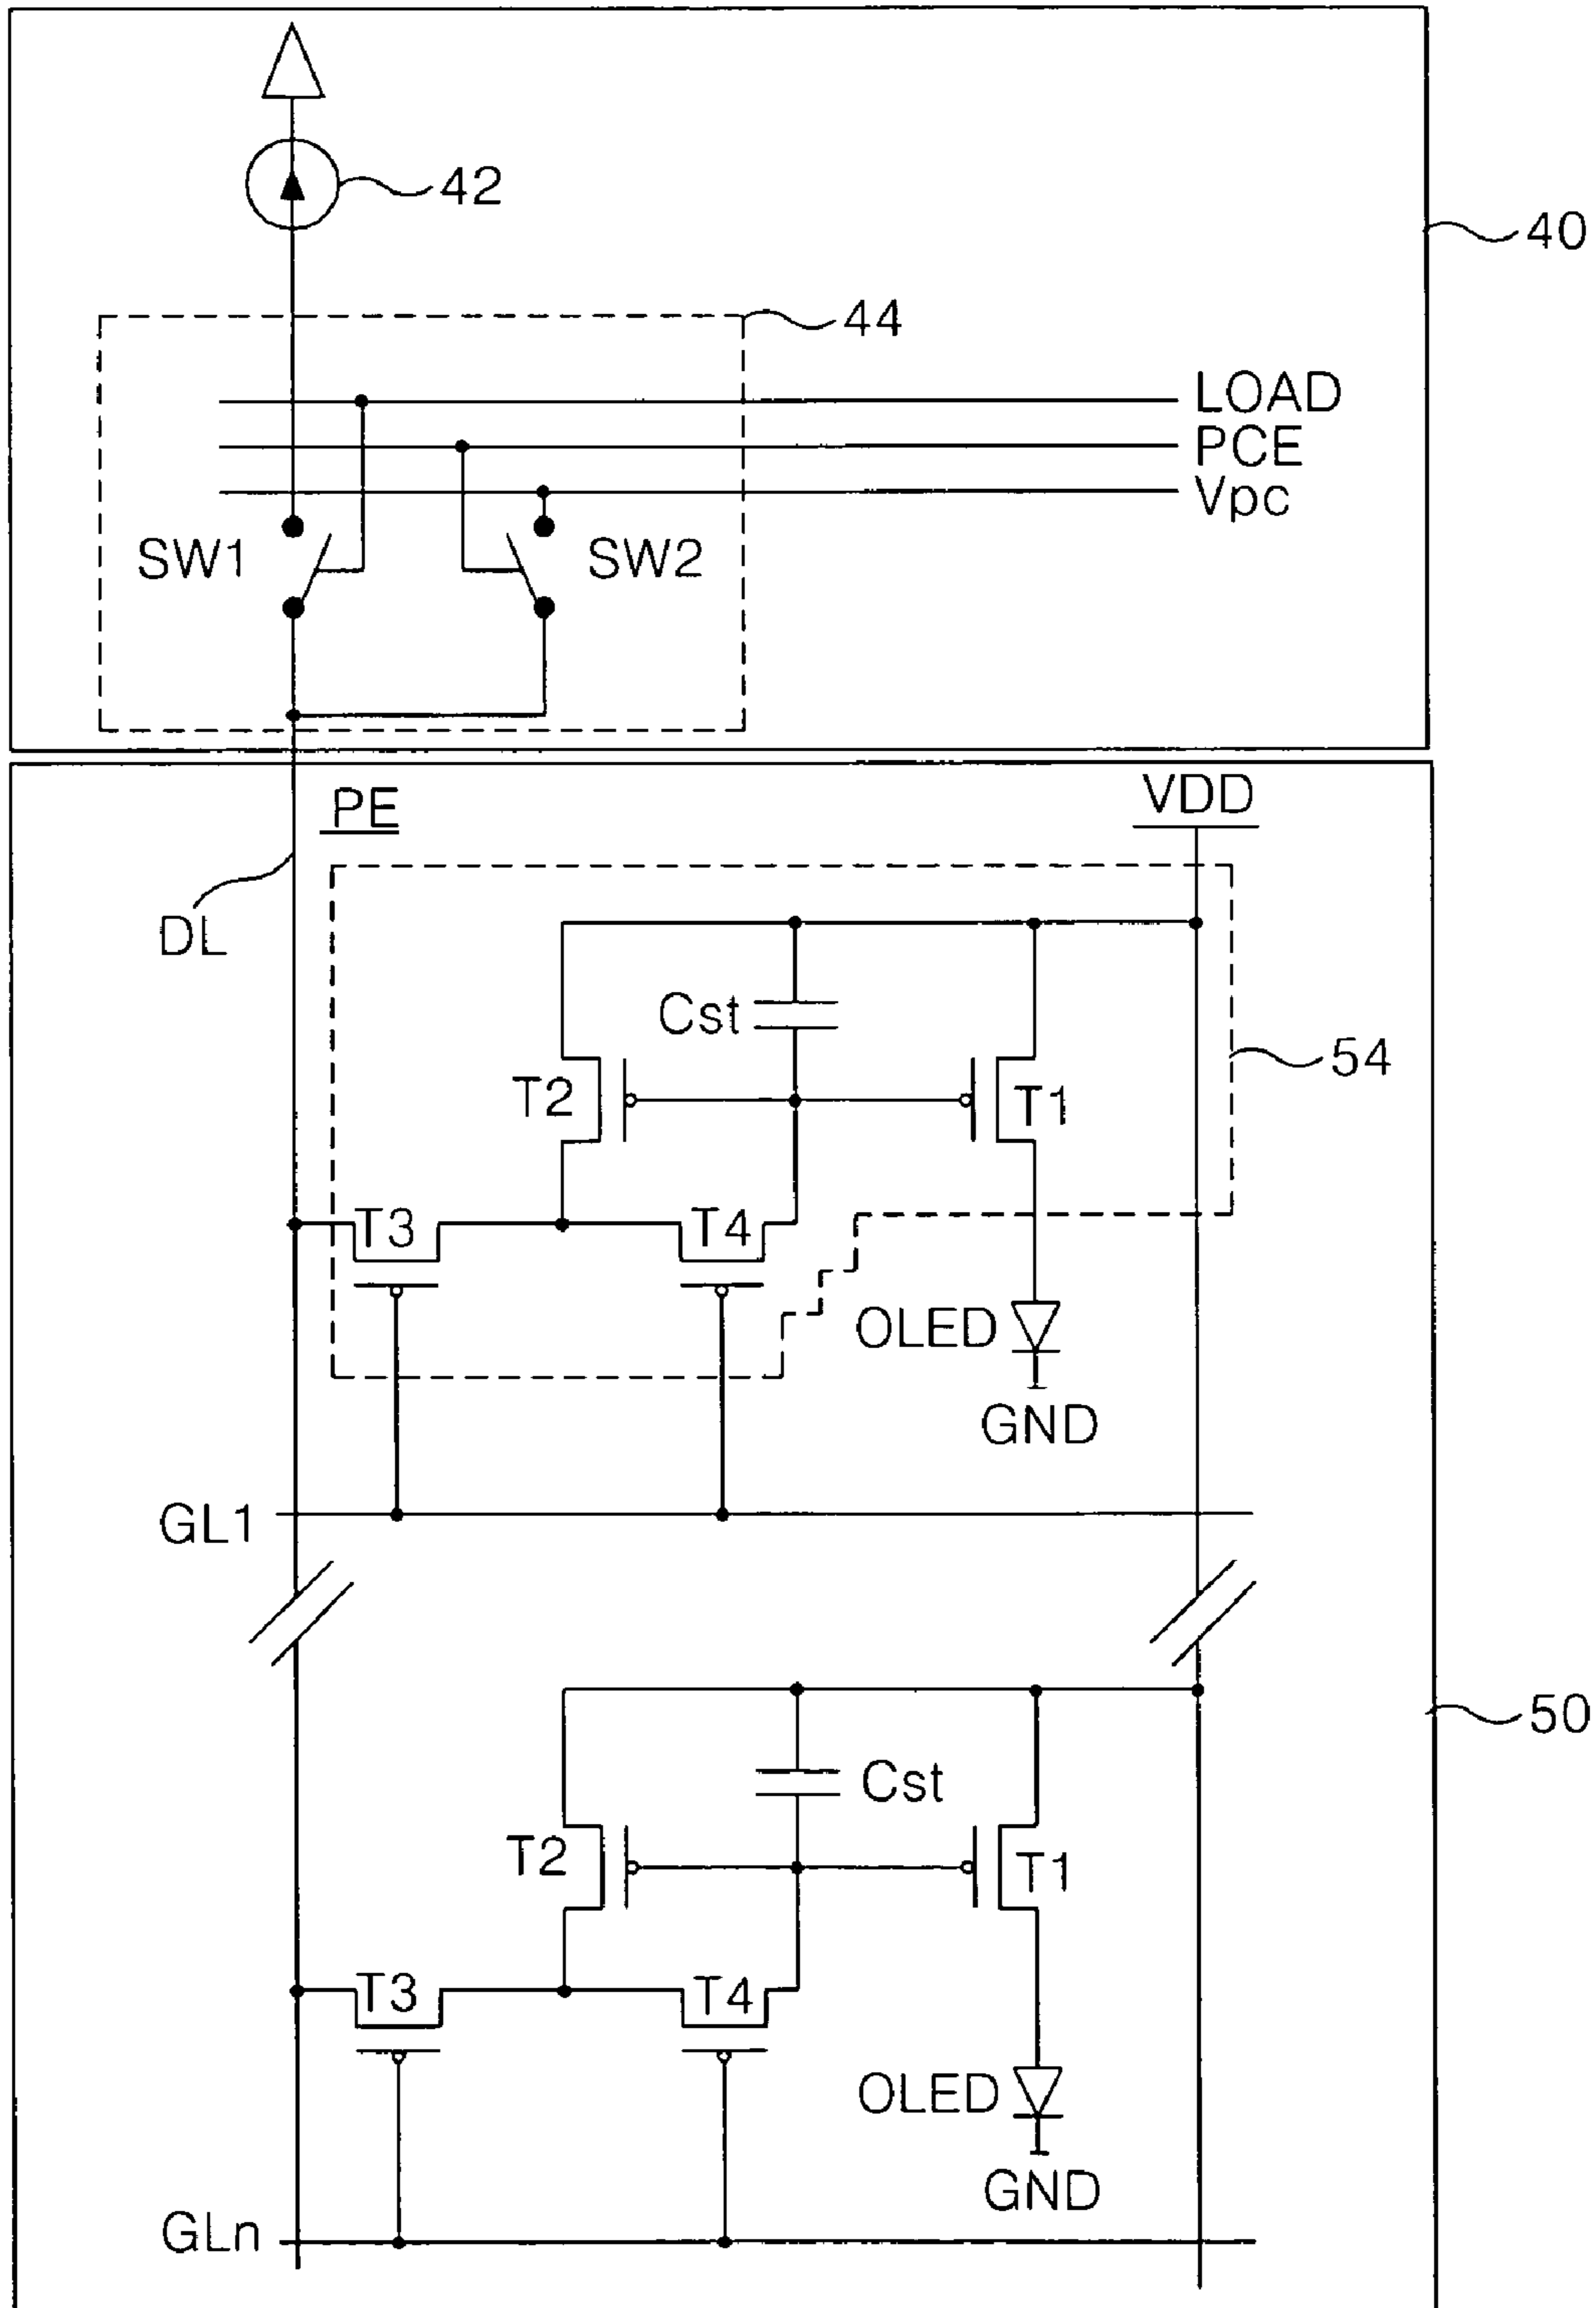 42
40
44
LOAD
PCE
Vpc
SW1
SW2
PE
VDD
DL
Cst
54
T2
T1
T3
T4
OLED
GND
GL1
50
Cst
T2
T1
T3
T4
OLED
GND
GLn